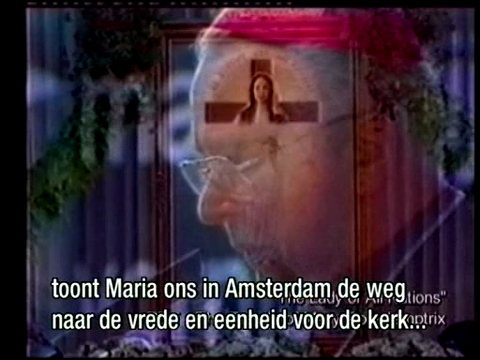 toont Maria ons in Amsterdam de weg
naar de vrede en eenheid voor de kerk...
The Lady of All Nations"